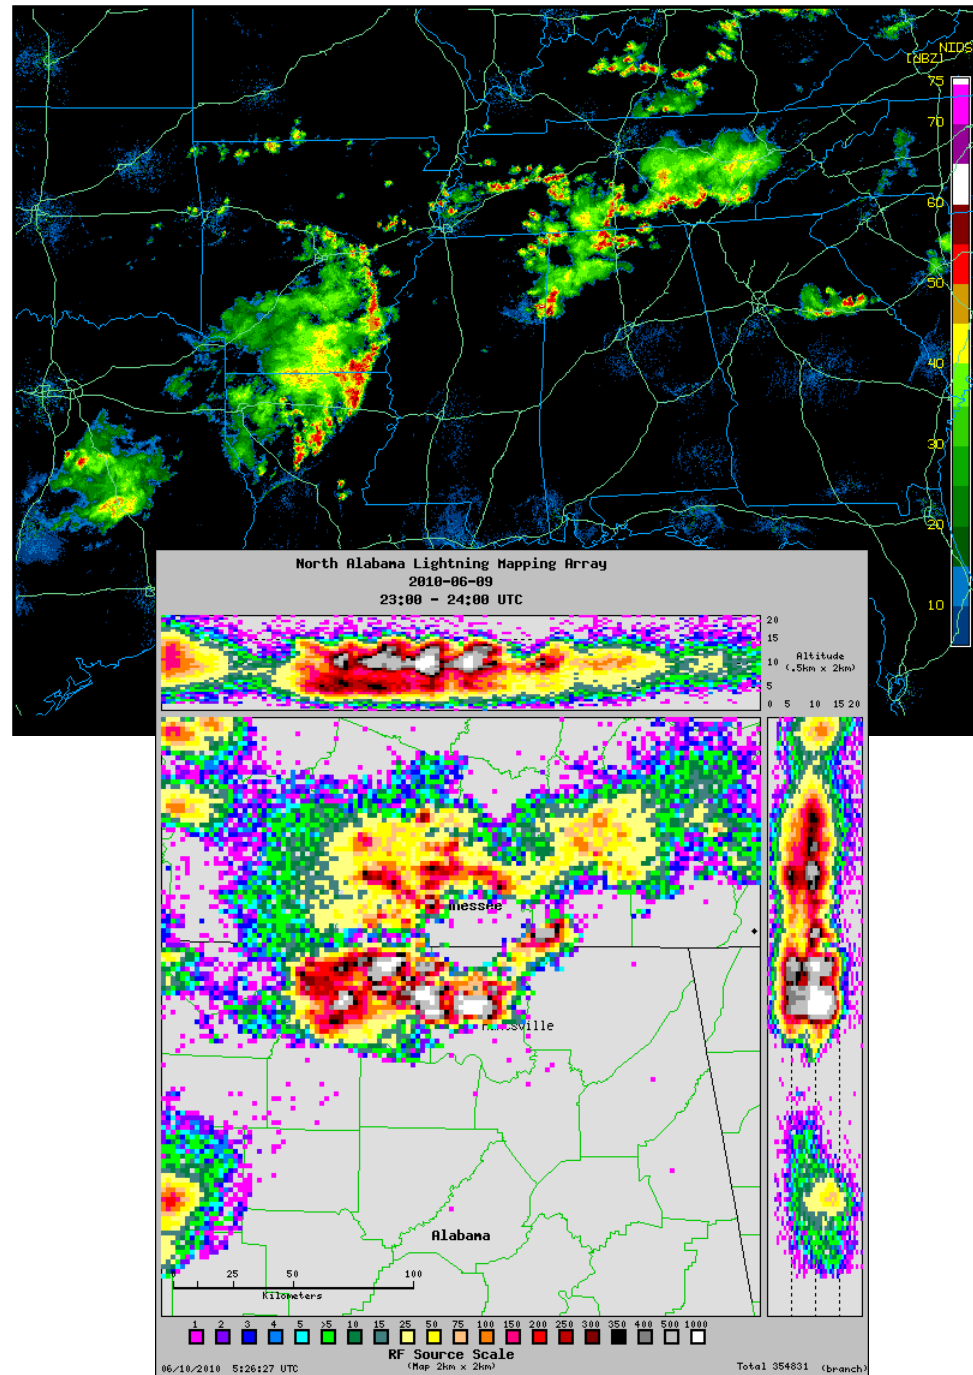 NIDS
[dBZ]
75
70
60
50
40
30
20
10
North Alabama Lightning Mapping Array
2010-06-09
23:00 - 24:00 UTC
20
15
10
5
0
Altitude
(.5km x 2km)
5 10 15 20
nessee
Huntsville
Alabama
0 25 50 100
Kilometers
1 2 3 4 5 >5 10 15 25 50 75 100 150 200 250 300 350 400 500 1000
RF Source Scale
(Map 2km x 2km)
06/10/2010 5:26:27 UTC
Total 354831 (branch)